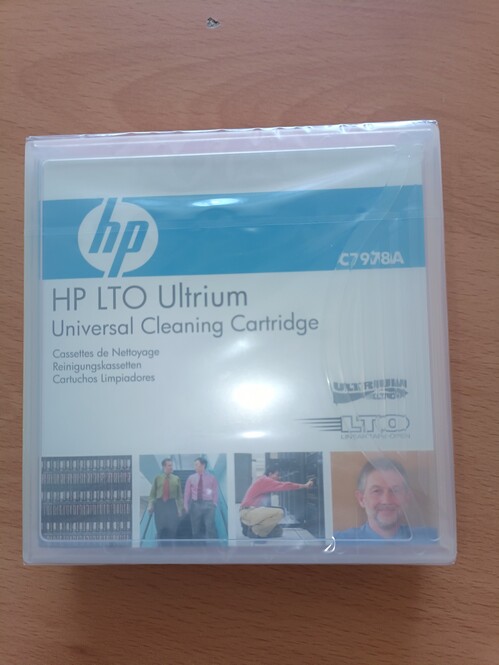 hp
C7978A
HP LTO Ultrium
Universal Cleaning Cartridge
Cassettes de Nettoyage
Reinigungskassetten
Cartuchos Limpiadores
ULTRIUM
LTO